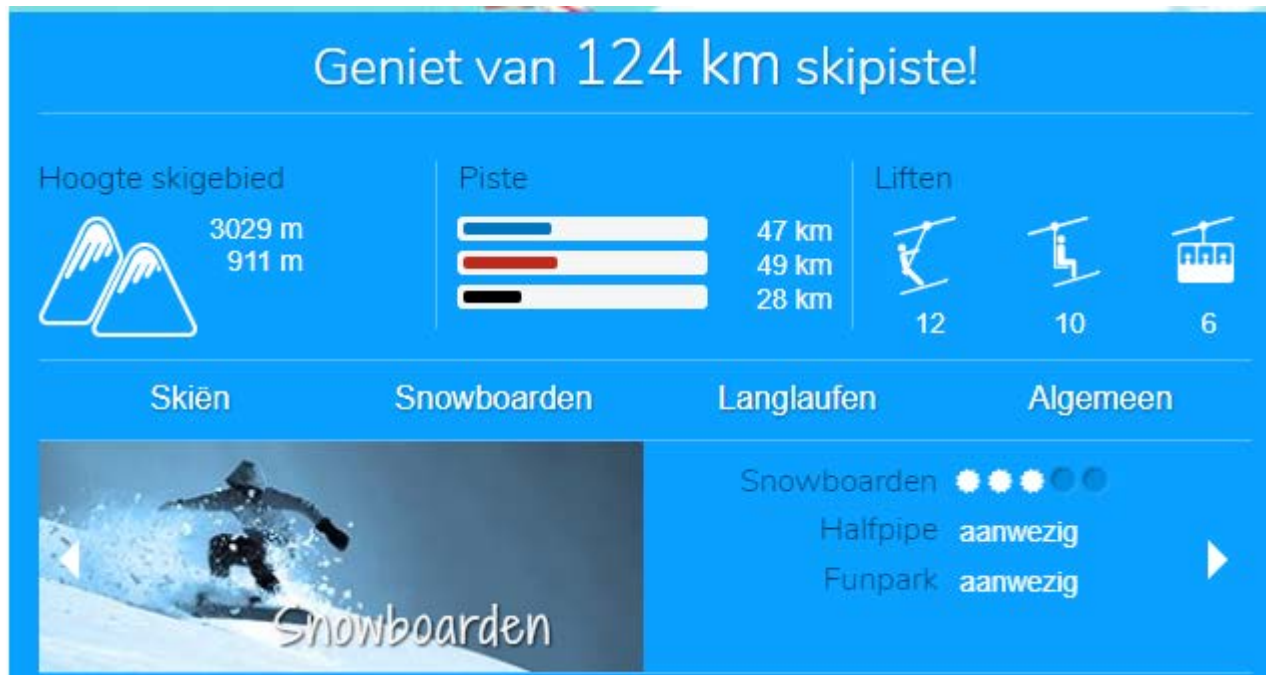 Geniet van 124 km skipiste!
Hoogte skigebied
3029 m
911 m
Piste
47 km
49 km
28 km
Liften
12
10
6
Skiën
Snowboarden
Langlaufen
Algemeen
Snowboarden
Snowboarden
Halfpipe aanwezig
Funpark aanwezig